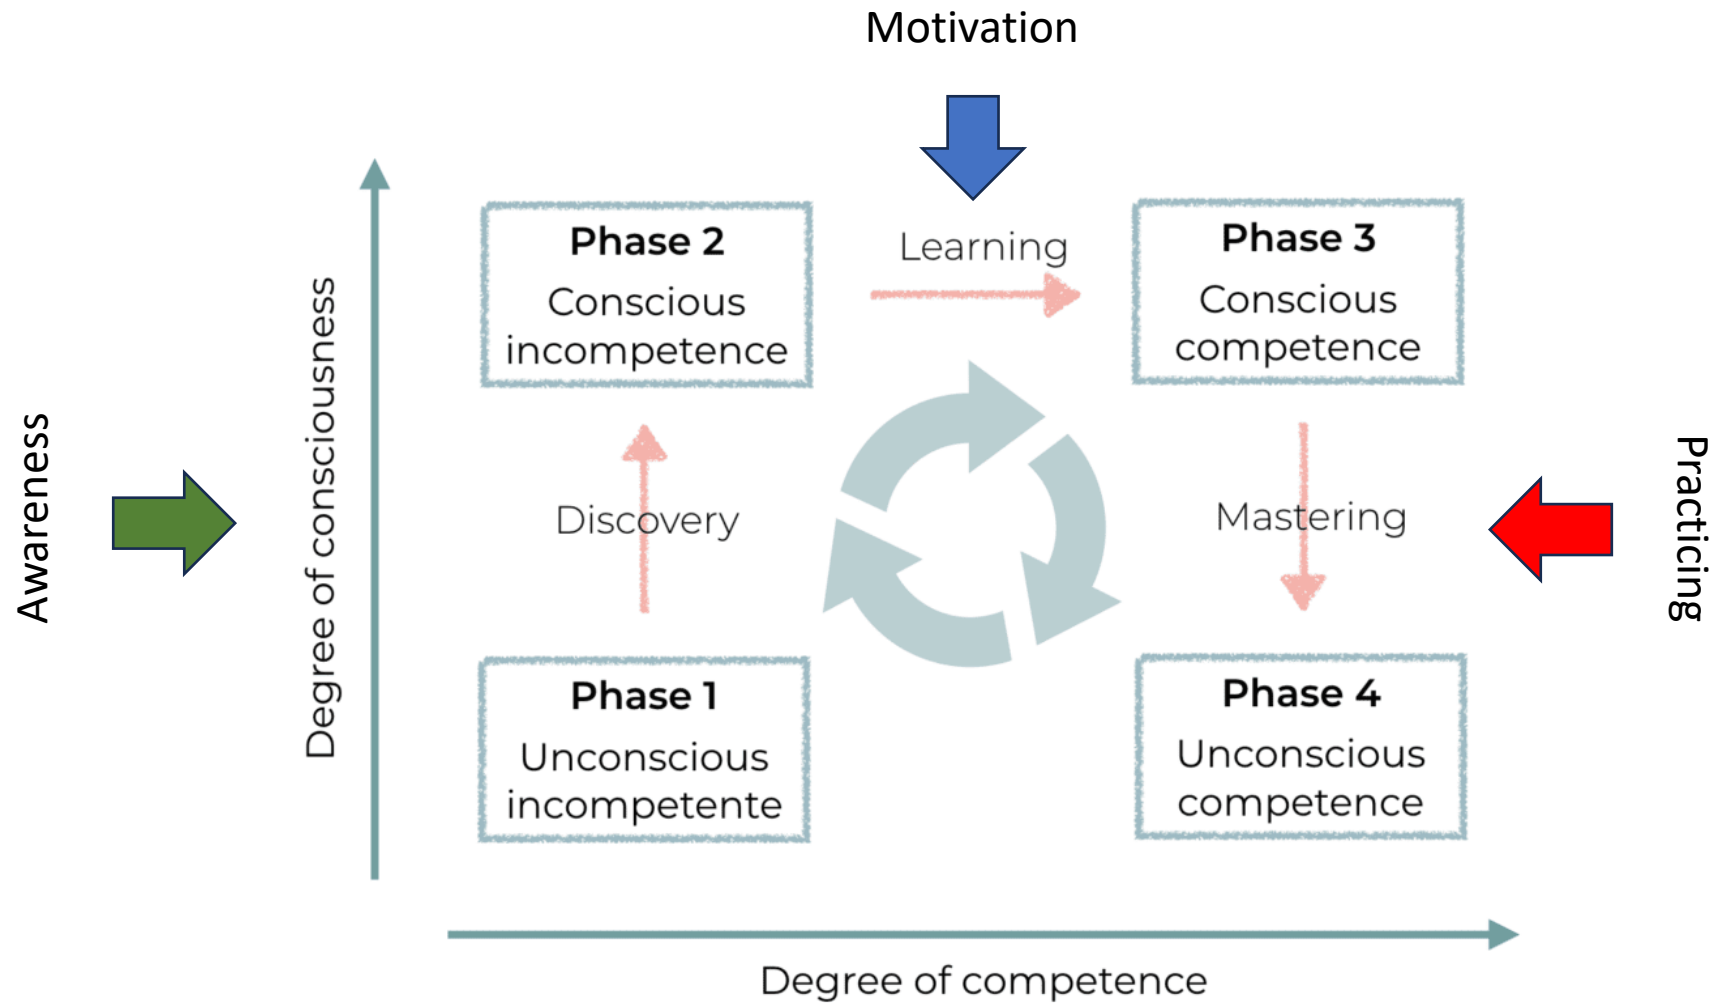 Motivation
Phase 2
Conscious
incompetence
Learning
Phase 3
Conscious
competence
Awareness
Degree of consciousness
Discovery
Mastering
Practicing
Phase 1
Unconscious
incompetente
Phase 4
Unconscious
competence
Degree of competence